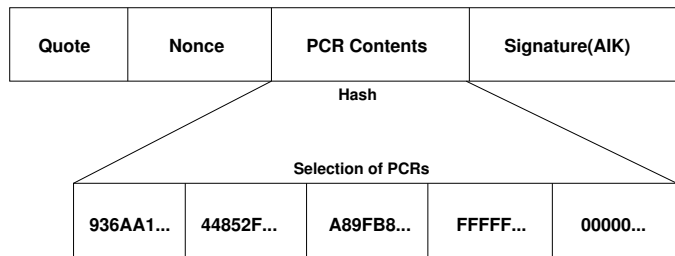 Quote Nonce PCR Contents Signature(AIK)
Hash
Selection of PCRs
936AA1... 44852F... A89FB8... FFFFF... 00000...